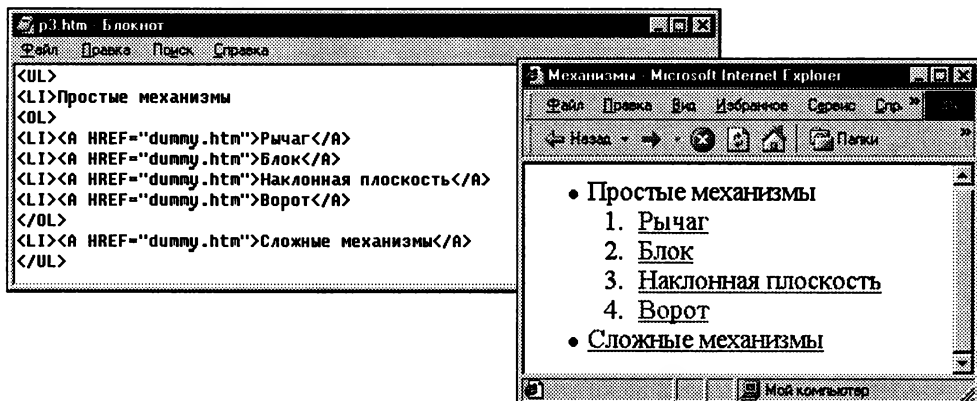 p3.htm - Блокнот
Файл Правка Поиск Справка
<UL>
<LI>Простые механизмы
<OL>
<LI><A HREF="dummy.htm">Рычаг</A>
<LI><A HREF="dummy.htm">Блок</A>
<LI><A HREF="dummy.htm">Наклонная плоскость</A>
<LI><A HREF="dummy.htm">Ворот</A>
</OL>
<LI><A HREF="dummy.htm">Сложные механизмы</A>
</UL>
Механизмы - Microsoft Internet Explorer
Файл Правка Вид Избранное Сервис Спр- »
Назад Папки »
• Простые механизмы
1. Рычаг
2. Блок
3. Наклонная плоскость
4. Ворот
• Сложные механизмы
Мой компьютер